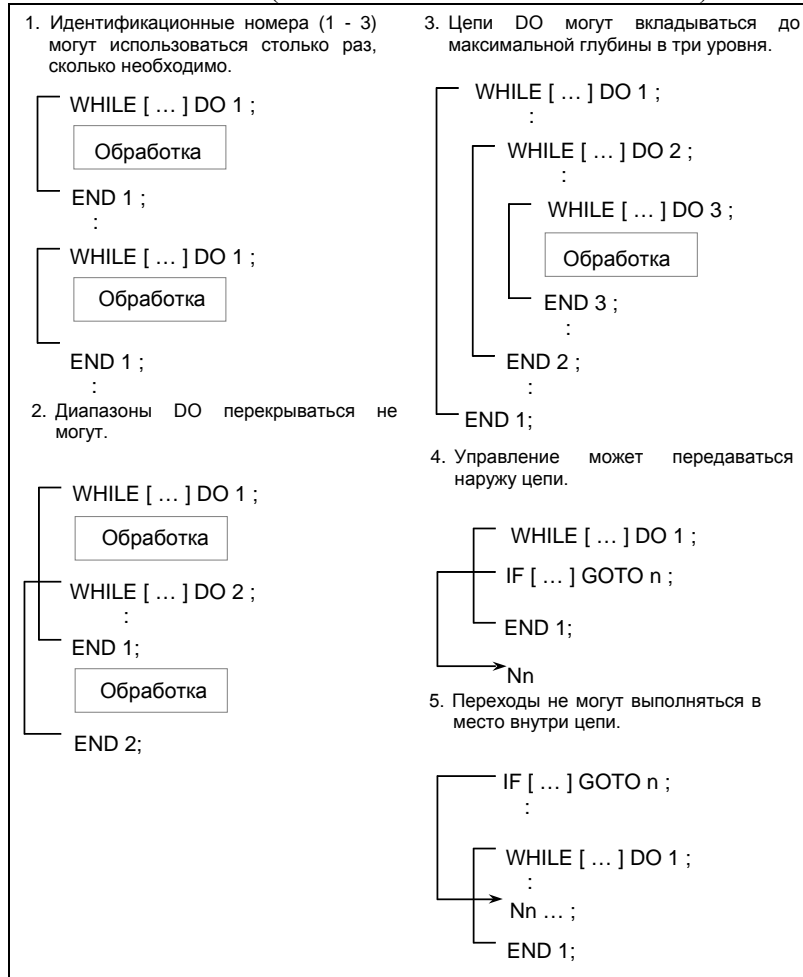 1. Идентификационные номера (1 - 3)
могут использоваться столько раз,
сколько необходимо.
WHILE [ … ] DO 1 ;
Обработка
END 1 ;
:
WHILE [ … ] DO 1 ;
Обработка
END 1 ;
:
2. Диапазоны DO перекрываться не
могут.
WHILE [ … ] DO 1 ;
Обработка
WHILE [ … ] DO 2 ;
:
END 1;
Обработка
END 2;
3. Цепи DO могут вкладываться до
максимальной глубины в три уровня.
WHILE [ … ] DO 1 ;
:
WHILE [ … ] DO 2 ;
:
WHILE [ … ] DO 3 ;
Обработка
END 3 ;
:
END 2 ;
:
END 1;
4. Управление может передаваться
наружу цепи.
WHILE [ … ] DO 1 ;
IF [ … ] GOTO n ;
END 1;
Nn
5. Переходы не могут выполняться в
место внутри цепи.
IF [ … ] GOTO n ;
:
WHILE [ … ] DO 1 ;
:
Nn … ;
END 1;